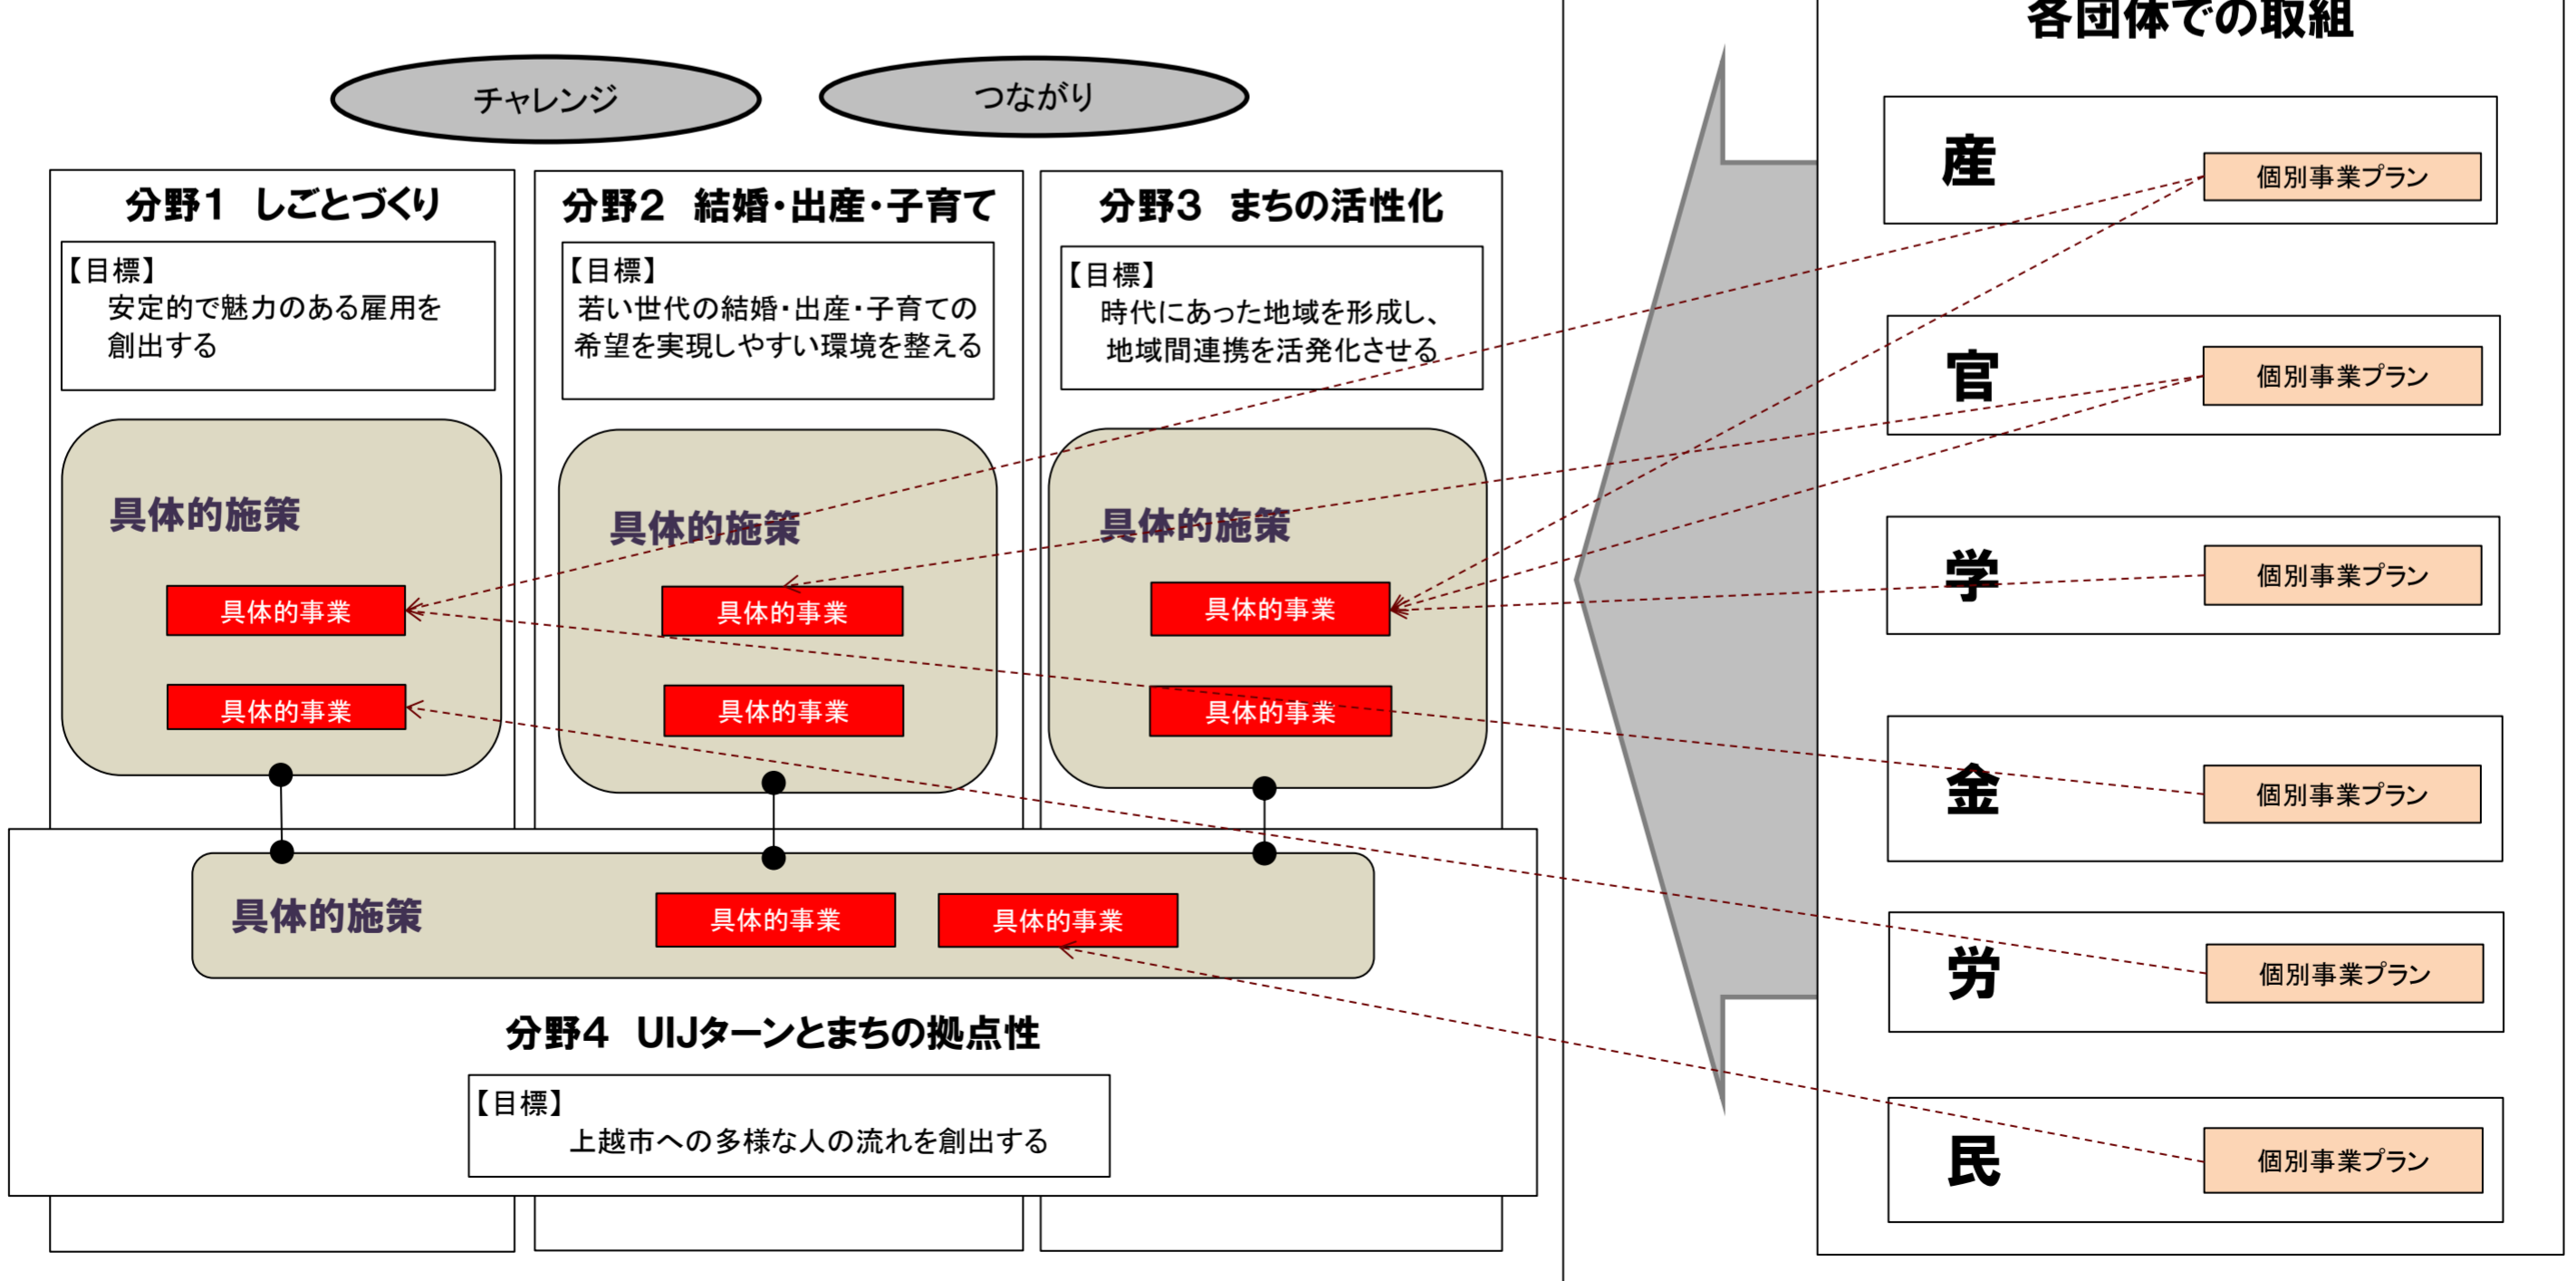 チャレンジ
つながり
分野1 しごとづくり
【目標】
安定的で魅力のある雇用を
創出する
具体的施策
具体的事業
具体的事業
分野2 結婚・出産・子育て
【目標】
若い世代の結婚・出産・子育ての
希望を実現しやすい環境を整える
具体的施策
具体的事業
具体的事業
分野3 まちの活性化
【目標】
時代にあった地域を形成し、
地域間連携を活発化させる
具体的施策
具体的事業
具体的事業
具体的施策
具体的事業
具体的事業
分野4 UIJターンとまちの拠点性
【目標】
上越市への多様な人の流れを創出する
各団体での取組
産
個別事業プラン
官
個別事業プラン
学
個別事業プラン
金
個別事業プラン
労
個別事業プラン
民
個別事業プラン